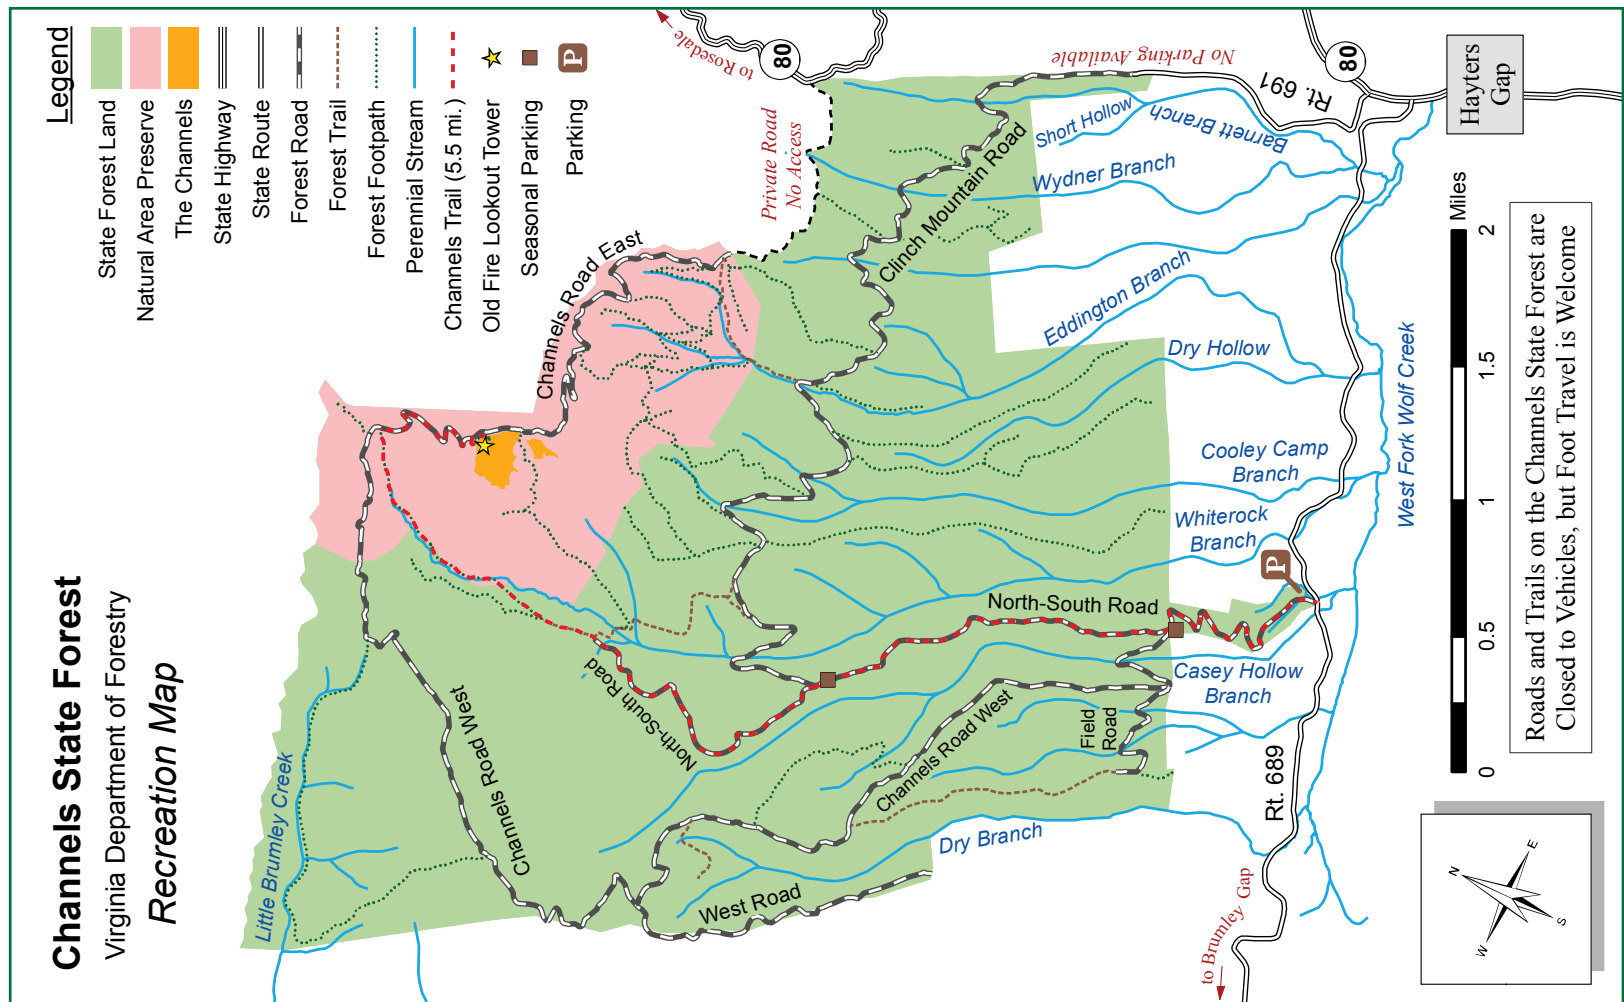 Channels State Forest
Virginia Department of Forestry
Recreation Map
Legend
State Forest Land
Natural Area Preserve
The Channels
State Highway
State Route
Forest Road
Forest Trail
Forest Footpath
Perennial Stream
Channels Trail (5.5 mi.)
Old Fire Lookout Tower
Seasonal Parking
P
Parking
to Rosedale
80
No Parking Available
Rt. 691
80
Hayters
Gap
Private Road
No Access
Short Hollow
Barnett Branch
Wydner Branch
Clinch Mountain Road
Channels Road East
Eddington Branch
Dry Hollow
Cooley Camp
Branch
Whiterock
Branch
West Fork Wolf Creek
P
North-South Road
North-South Road
Casey Hollow
Branch
Field
Road
Channels Road West
Channels Road West
Little Brumley Creek
West Road
Dry Branch
Rt. 689
to Brumley Gap
0
0.5
1
1.5
2
Miles
Roads and Trails on the Channels State Forest are
Closed to Vehicles, but Foot Travel is Welcome
N
E
S
W